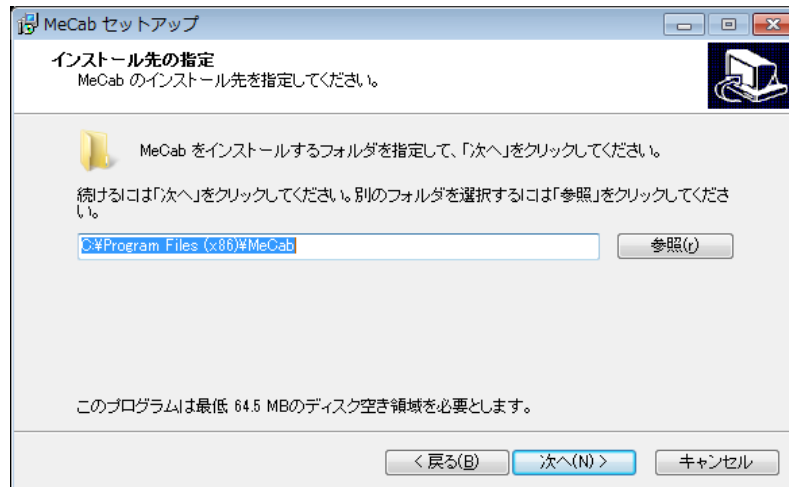 MeCab セットアップ
インストール先の指定
MeCab のインストール先を指定してください。
MeCab をインストールするフォルダを指定して、「次へ」をクリックしてください。
続けるには「次へ」をクリックしてください。別のフォルダを選択するには「参照」をクリックしてくださ
い。
C:¥Program Files (x86)¥MeCab
参照(r)
このプログラムは最低 64.5 MBのディスク空き領域を必要とします。
< 戻る(B)
次へ(N) >
キャンセル